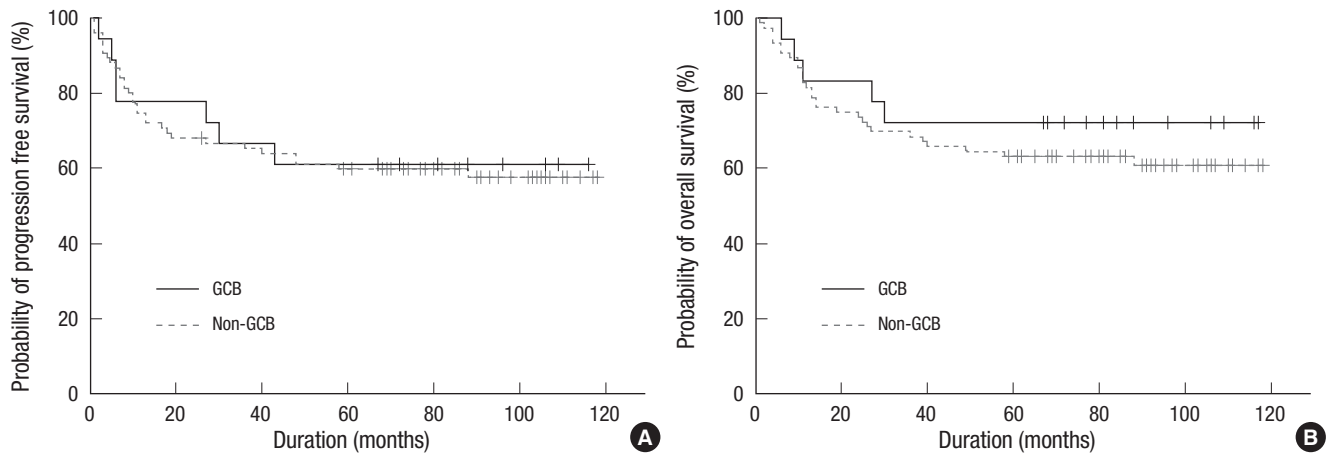 Probability of progression free survival (%)
100
80
60
40
20
0
GCB
Non-GCB
0 20 40 60 80 100 120
Duration (months)
A
Probability of overall survival (%)
100
80
60
40
20
0
GCB
Non-GCB
0 20 40 60 80 100 120
Duration (months)
B